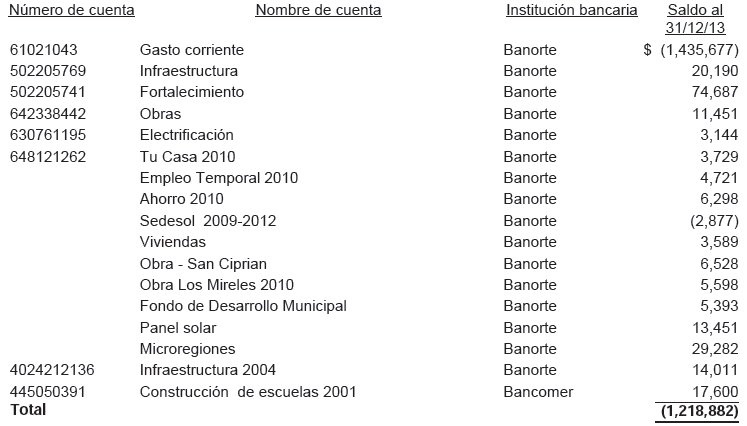 Número de cuenta Nombre de cuenta Institución bancaria Saldo al
31/12/13
61021043 Gasto corriente Banorte $ (1,435,677)
502205769 Infraestructura Banorte 20,190
502205741 Fortalecimiento Banorte 74,687
642338442 Obras Banorte 11,451
630761195 Electrificación Banorte 3,144
648121262 Tu Casa 2010 Banorte 3,729
Empleo Temporal 2010 Banorte 4,721
Ahorro 2010 Banorte 6,298
Sedesol 2009-2012 Banorte (2,877)
Viviendas Banorte 3,589
Obra - San Ciprian Banorte 6,528
Obra Los Mireles 2010 Banorte 5,598
Fondo de Desarrollo Municipal Banorte 5,393
Panel solar Banorte 13,451
Microregiones Banorte 29,282
4024212136 Infraestructura 2004 Banorte 14,011
445050391 Construcción de escuelas 2001 Bancomer 17,600
Total (1,218,882)